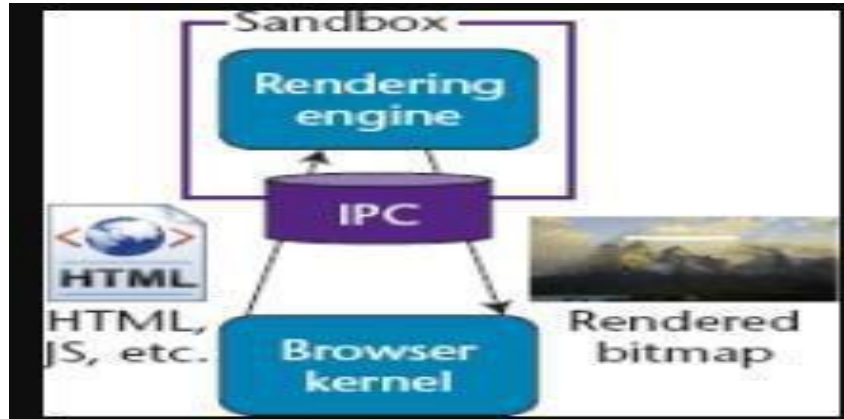 Sandbox
Rendering
engine
IPC
HTML
HTML,
JS, etc.
Rendered
bitmap
Browser
kernel